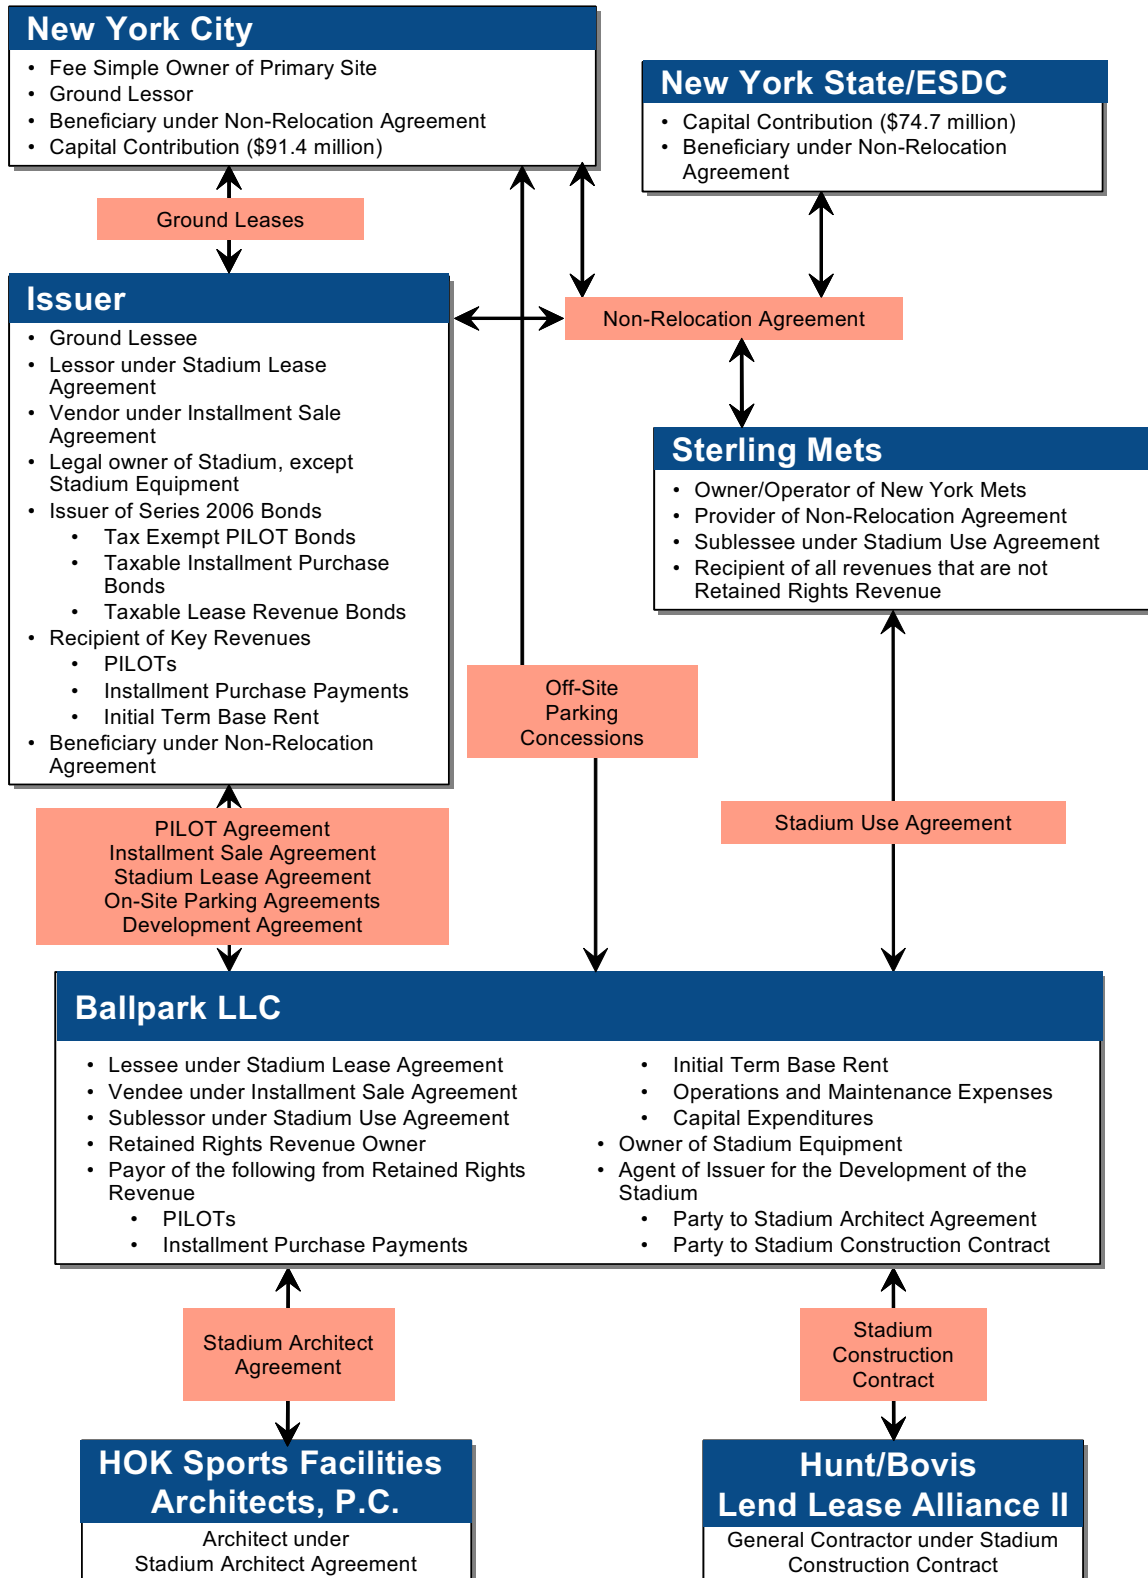 New York City
• Fee Simple Owner of Primary Site
• Ground Lessor
• Beneficiary under Non-Relocation Agreement
• Capital Contribution ($91.4 million)
New York State/ESDC
• Capital Contribution ($74.7 million)
• Beneficiary under Non-Relocation
Agreement
Ground Leases
Issuer
• Ground Lessee
• Lessor under Stadium Lease
Agreement
• Vendor under Installment Sale
Agreement
• Legal owner of Stadium, except
Stadium Equipment
• Issuer of Series 2006 Bonds
• Tax Exempt PILOT Bonds
• Taxable Installment Purchase
Bonds
• Taxable Lease Revenue Bonds
• Recipient of Key Revenues
• PILOTs
• Installment Purchase Payments
• Initial Term Base Rent
• Beneficiary under Non-Relocation
Agreement
Non-Relocation Agreement
Sterling Mets
• Owner/Operator of New York Mets
• Provider of Non-Relocation Agreement
• Sublessee under Stadium Use Agreement
• Recipient of all revenues that are not
Retained Rights Revenue
Off-Site
Parking
Concessions
PILOT Agreement
Installment Sale Agreement
Stadium Lease Agreement
On-Site Parking Agreements
Development Agreement
Stadium Use Agreement
Ballpark LLC
• Lessee under Stadium Lease Agreement
• Vendee under Installment Sale Agreement
• Sublessor under Stadium Use Agreement
• Retained Rights Revenue Owner
• Payor of the following from Retained Rights
Revenue
• PILOTs
• Installment Purchase Payments
• Initial Term Base Rent
• Operations and Maintenance Expenses
• Capital Expenditures
• Owner of Stadium Equipment
• Agent of Issuer for the Development of the
Stadium
• Party to Stadium Architect Agreement
• Party to Stadium Construction Contract
Stadium Architect
Agreement
Stadium
Construction
Contract
HOK Sports Facilities
Architects, P.C.
Architect under
Stadium Architect Agreement
Hunt/Bovis
Lend Lease Alliance II
General Contractor under Stadium
Construction Contract